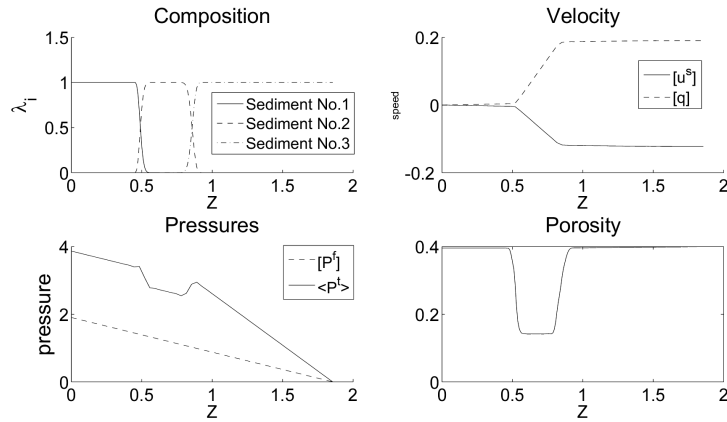 Composition
1.5
1
0.5
0
λi
Sediment No.1
Sediment No.2
Sediment No.3
0 0.5 1 1.5 2
Z
Velocity
0.2
0
-0.2
speed
[uˢ]
[q]
0 0.5 1 1.5 2
Z
Pressures
4
2
0
pressure
[Pᶠ]
<Pᵗ>
0 0.5 1 1.5 2
Z
Porosity
0.4
0.2
0
0 0.5 1 1.5 2
Z